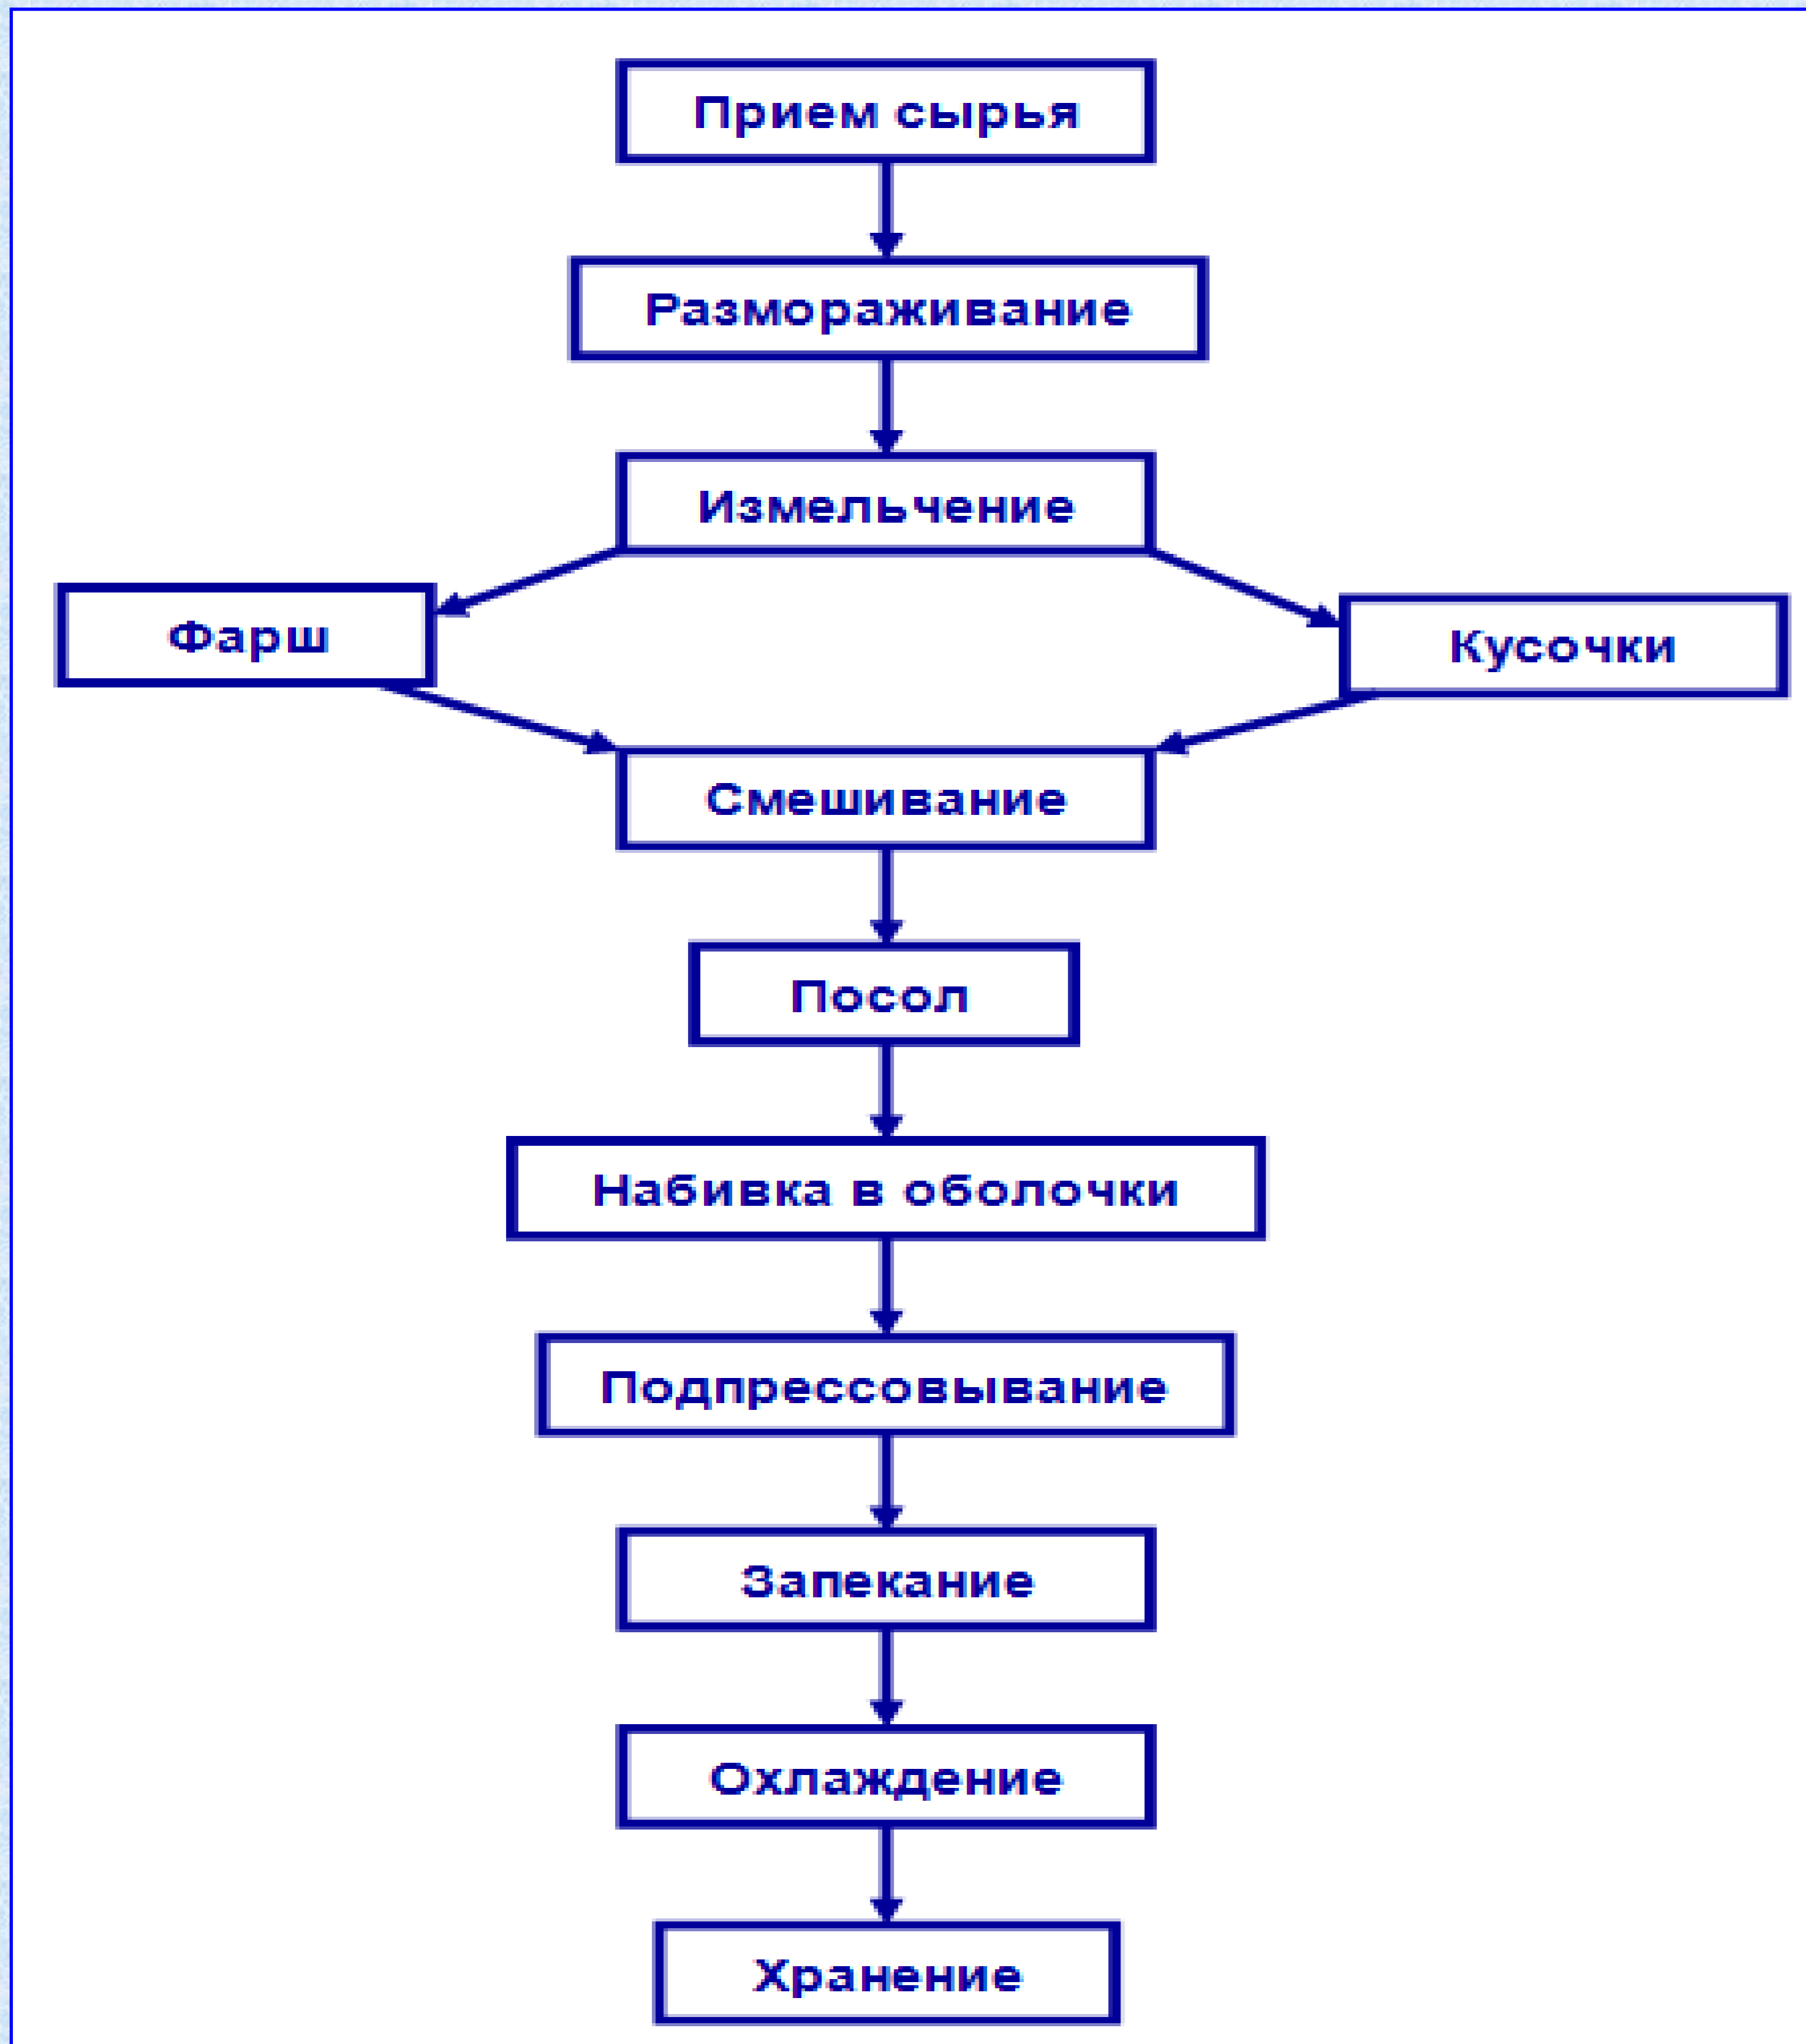 Прием сырья
Размораживание
Измельчение
Фарш
Кусочки
Смешивание
Посол
Набивка в оболочки
Подпрессовывание
Запекание
Охлаждение
Хранение